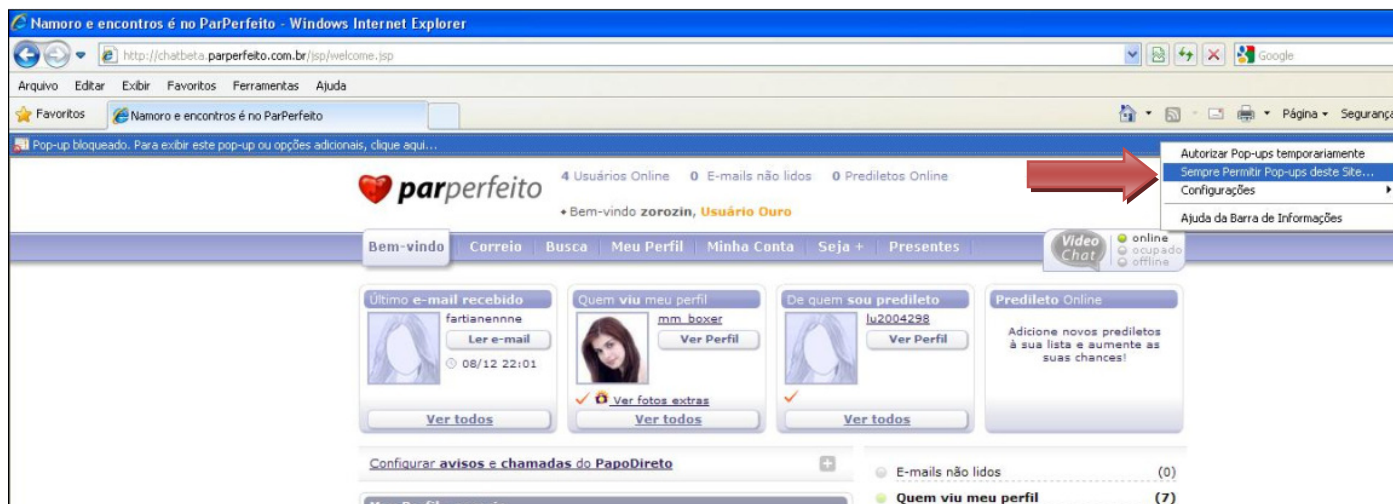 Namoro e encontros é no ParPerfeito - Windows Internet Explorer
http://chatbeta.parperfeito.com.br/jsp/welcome.jsp
Google
Arquivo Editar Exibir Favoritos Ferramentas Ajuda
Favoritos Namoro e encontros é no ParPerfeito
Página Segurança
Pop-up bloqueado. Para exibir este pop-up ou opções adicionais, clique aqui...
Autorizar Pop-ups temporariamente
Sempre Permitir Pop-ups deste Site...
Configurações
Ajuda da Barra de Informações
parperfeito
4 Usuários Online 0 E-mails não lidos 0 Prediletos Online
Bem-vindo zorozin, Usuário Ouro
Bem-vindo Correio Busca Meu Perfil Minha Conta Seja + Presentes
Video Chat
online
ocupado
offline
Último e-mail recebido
fartianennne
Ler e-mail
08/12 22:01
Ver todos
Quem viu meu perfil
mm_boxer
Ver Perfil
Ver fotos extras
Ver todos
De quem sou predileto
lu2004298
Ver Perfil
Ver todos
Predileto Online
Adicione novos prediletos
à sua lista e aumente as
suas chances!
Configurar avisos e chamadas do PapoDireto
E-mails não lidos (0)
Quem viu meu perfil (7)